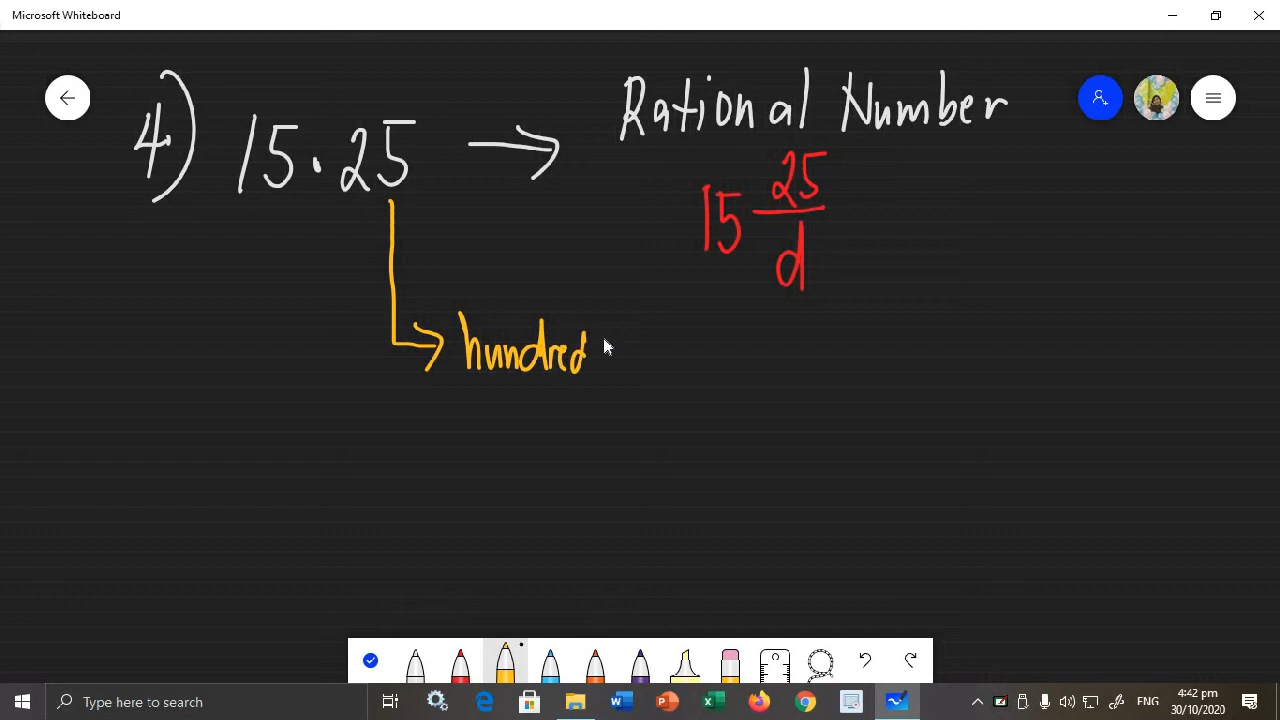 Microsoft Whiteboard
4) 15.25 → Rational Number
15 25/d
hundred
Type here to search
ENG
4:42 pm
30/10/2020